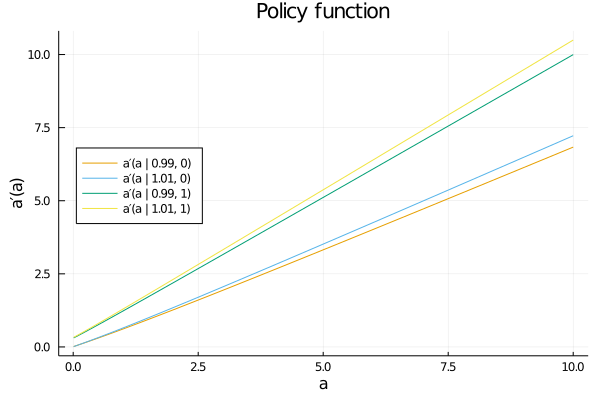 Policy function
10.0
7.5
5.0
2.5
0.0
a′(a)
a′(a | 0.99, 0)
a′(a | 1.01, 0)
a′(a | 0.99, 1)
a′(a | 1.01, 1)
0.0 2.5 5.0 7.5 10.0
a